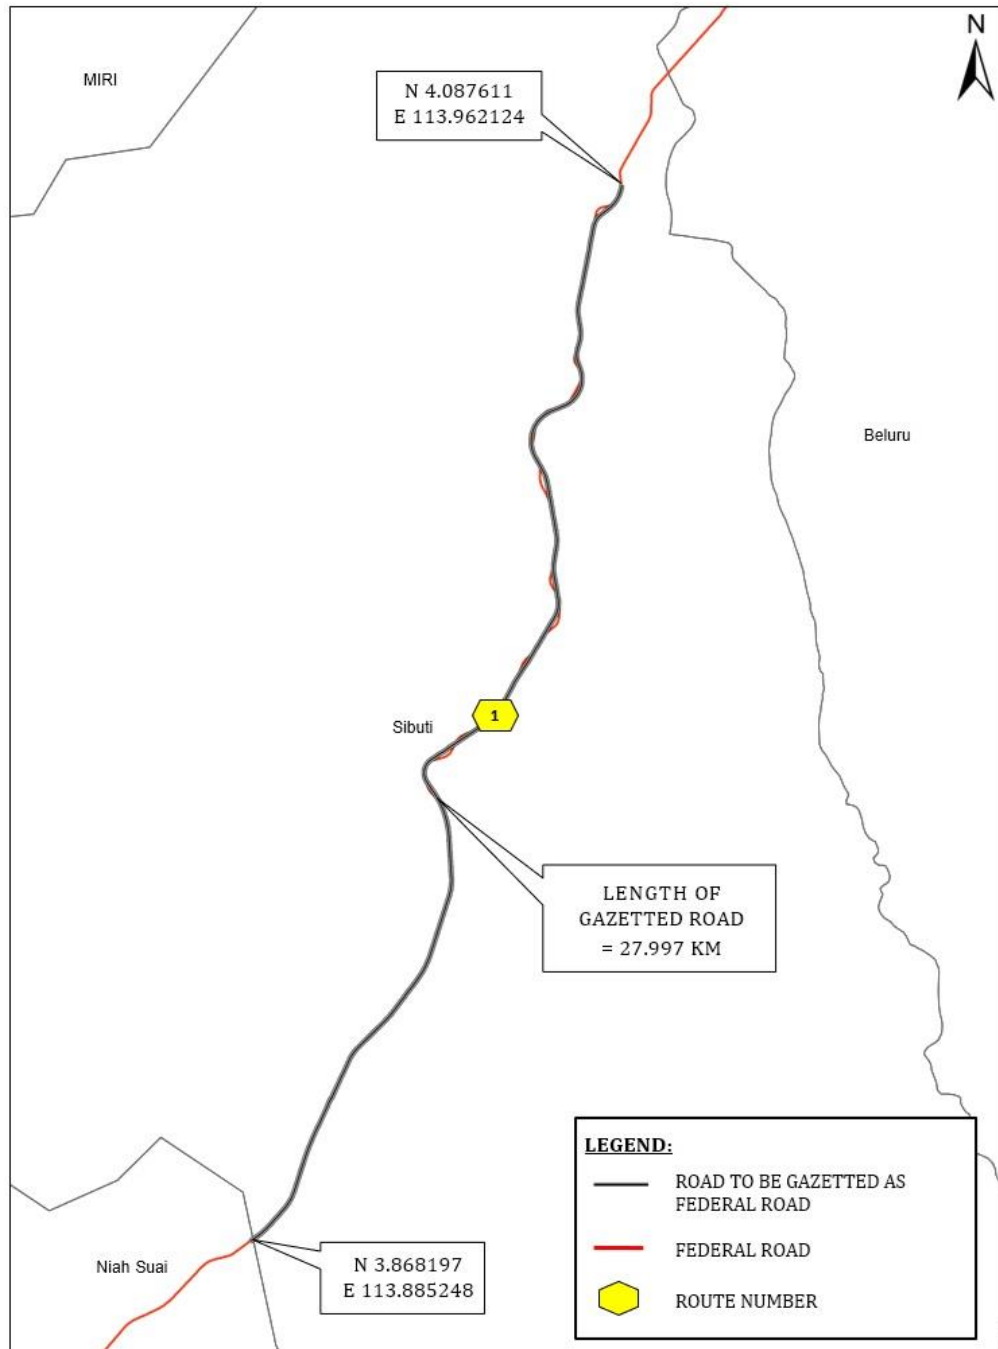 N
MIRI
N 4.087611
E 113.962124
Beluru
1
Sibuti
LENGTH OF
GAZETTED ROAD
= 27.997 KM
LEGEND:
ROAD TO BE GAZETTED AS
FEDERAL ROAD
FEDERAL ROAD
ROUTE NUMBER
Niah Suai
N 3.868197
E 113.885248